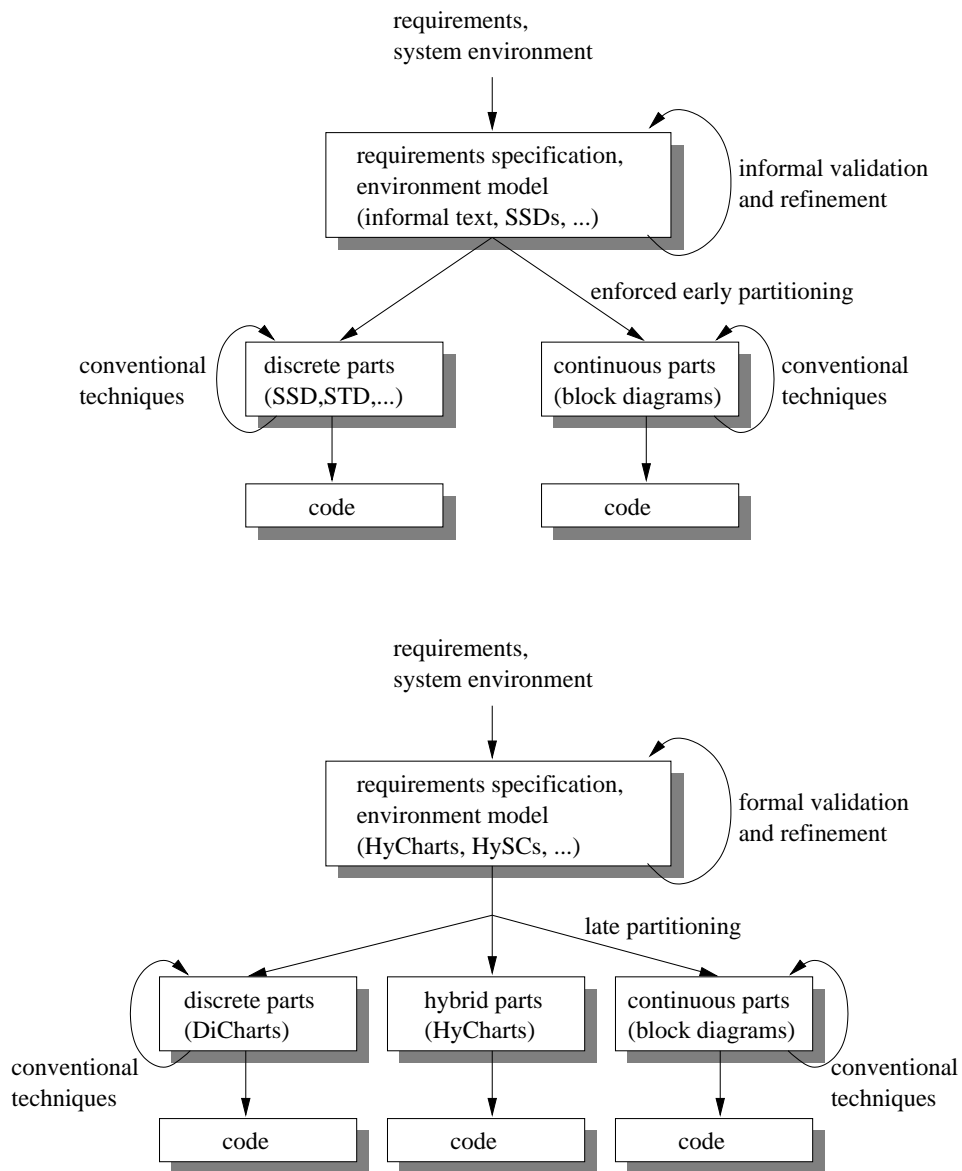 requirements,
system environment
requirements specification,
environment model
(informal text, SSDs, ...)
informal validation
and refinement
enforced early partitioning
conventional
techniques
discrete parts
(SSD,STD,...)
continuous parts
(block diagrams)
conventional
techniques
code
code
requirements,
system environment
requirements specification,
environment model
(HyCharts, HySCs, ...)
formal validation
and refinement
late partitioning
discrete parts
(DiCharts)
hybrid parts
(HyCharts)
continuous parts
(block diagrams)
conventional
techniques
conventional
techniques
code
code
code